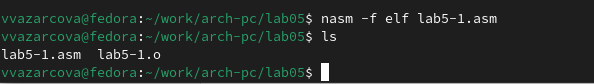 vvazarcova@fedora:~/work/arch-pc/lab05$ nasm -f elf lab5-1.asm
vvazarcova@fedora:~/work/arch-pc/lab05$ ls
lab5-1.asm  lab5-1.o
vvazarcova@fedora:~/work/arch-pc/lab05$